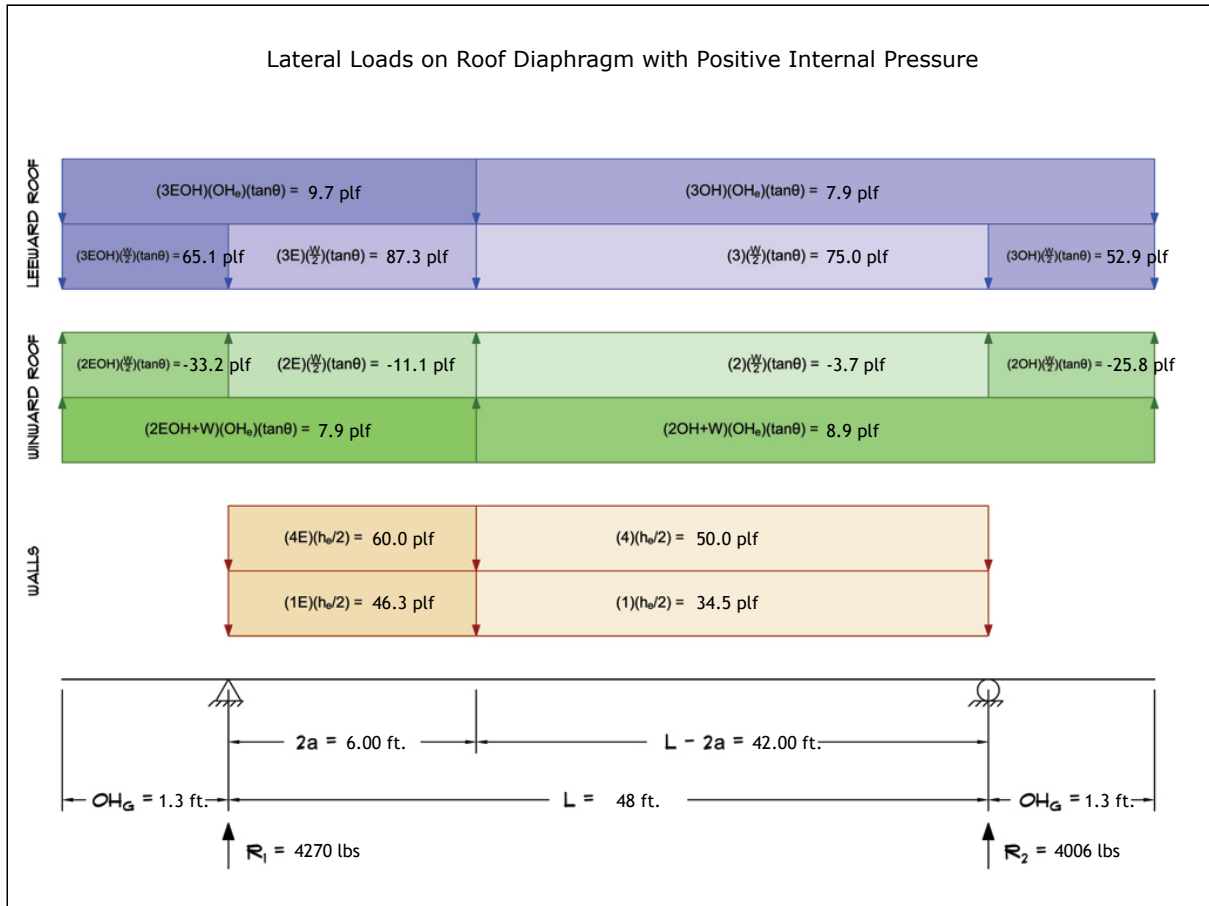 Lateral Loads on Roof Diaphragm with Positive Internal Pressure
LEEWARD ROOF
(3EOH)(OHₑ)(tanθ) = 9.7 plf
(3OH)(OHₑ)(tanθ) = 7.9 plf
(3EOH)(W/2)(tanθ) = 65.1 plf
(3E)(W/2)(tanθ) = 87.3 plf
(3)(W/2)(tanθ) = 75.0 plf
(3OH)(W/2)(tanθ) = 52.9 plf
WINWARD ROOF
(2EOH)(W/2)(tanθ) = -33.2 plf
(2E)(W/2)(tanθ) = -11.1 plf
(2)(W/2)(tanθ) = -3.7 plf
(2OH)(W/2)(tanθ) = -25.8 plf
(2EOH+W)(OHₑ)(tanθ) = 7.9 plf
(2OH+W)(OHₑ)(tanθ) = 8.9 plf
WALLS
(4E)(hₑ/2) = 60.0 plf
(4)(hₑ/2) = 50.0 plf
(1E)(hₑ/2) = 46.3 plf
(1)(hₑ/2) = 34.5 plf
2a = 6.00 ft.
L - 2a = 42.00 ft.
OH_G = 1.3 ft.
L = 48 ft.
OH_G = 1.3 ft.
R₁ = 4270 lbs
R₂ = 4006 lbs